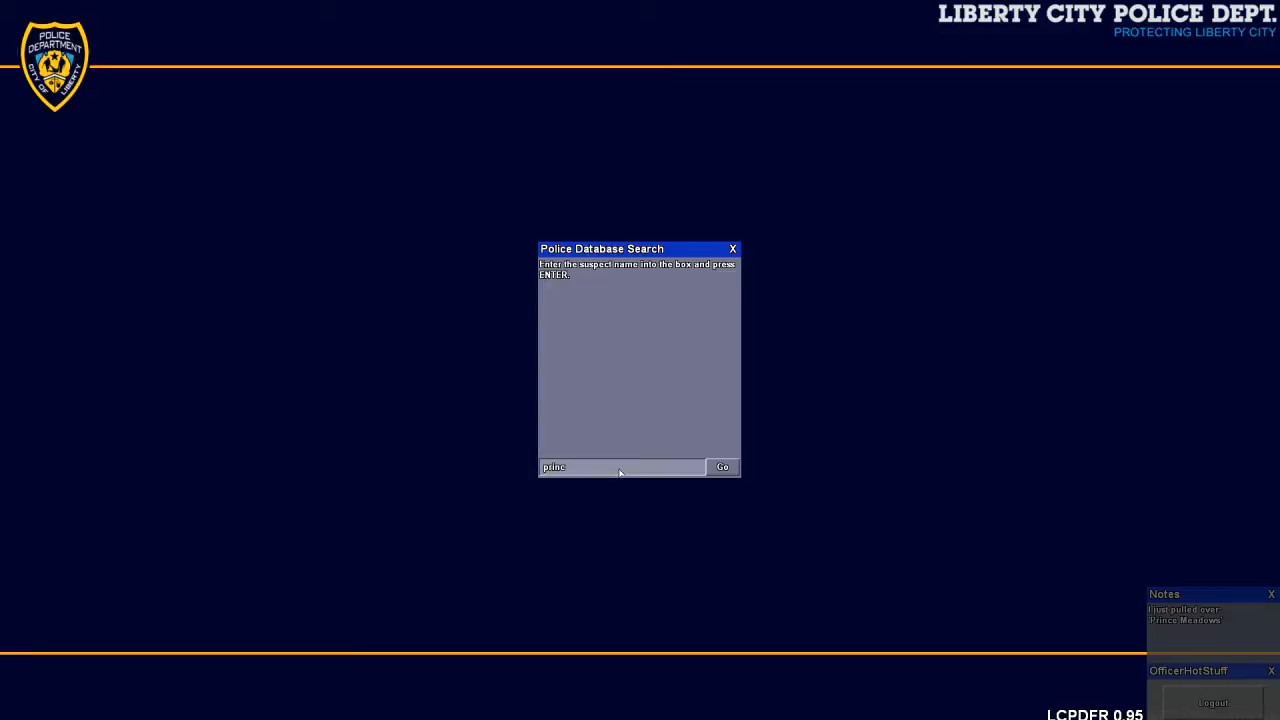 LIBERTY CITY POLICE DEPT.
PROTECTING LIBERTY CITY
POLICE
DEPARTMENT
CITY OF LIBERTY
Police Database Search X
Enter the suspect name into the box and press
ENTER.
princ
Go
Notes X
I just pulled over:
'Prince Meadows'
OfficerHotStuff X
Logout
LCPDFR 0.95